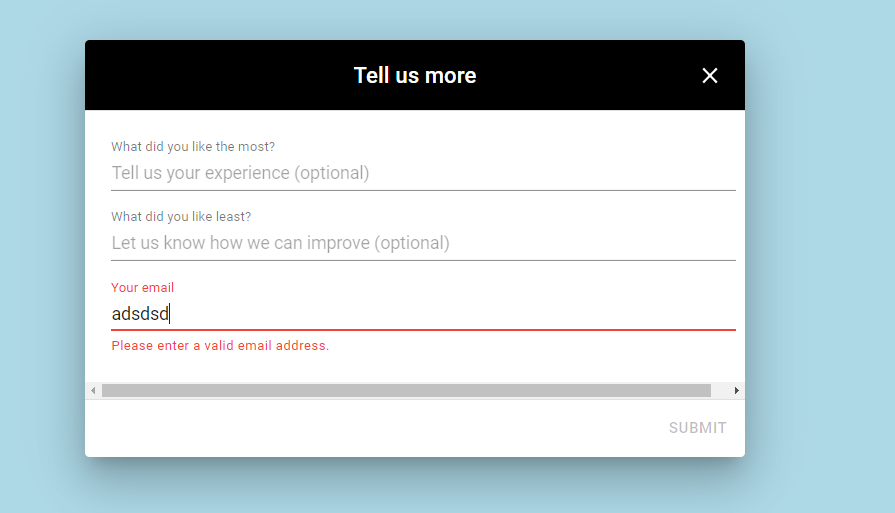 Tell us more
What did you like the most?
Tell us your experience (optional)
What did you like least?
Let us know how we can improve (optional)
Your email
adsdsd
Please enter a valid email address.
SUBMIT